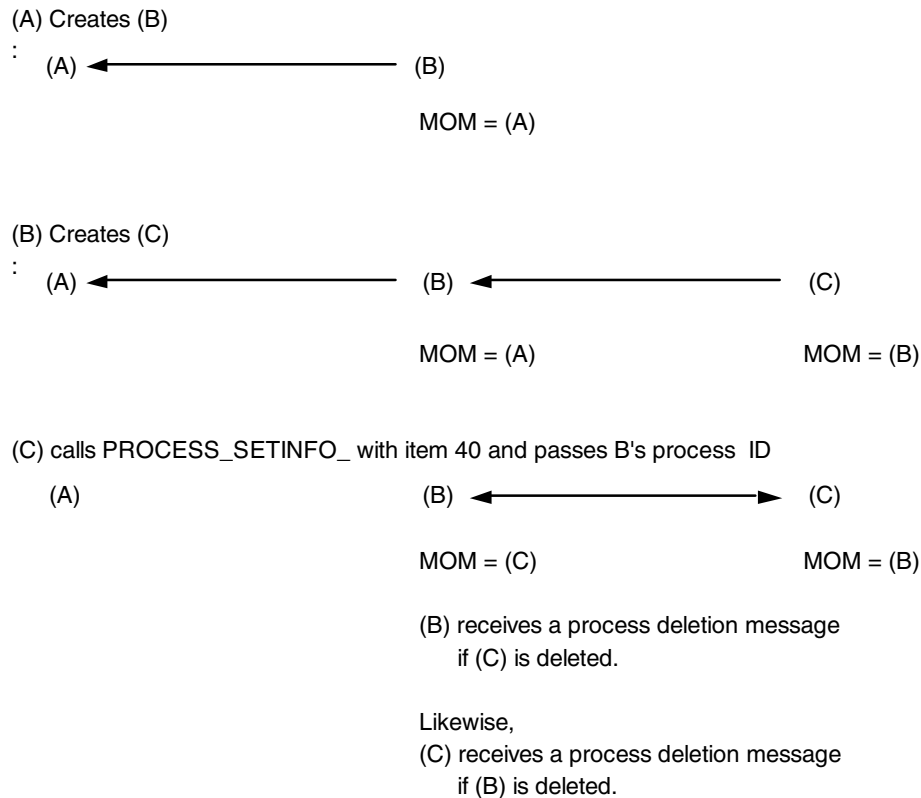 (A) Creates (B)
:
(A) (B)
MOM = (A)
(B) Creates (C)
:
(A) (B) (C)
MOM = (A) MOM = (B)
(C) calls PROCESS_SETINFO_ with item 40 and passes B's process ID
(A) (B) (C)
MOM = (C) MOM = (B)
(B) receives a process deletion message
if (C) is deleted.
Likewise,
(C) receives a process deletion message
if (B) is deleted.